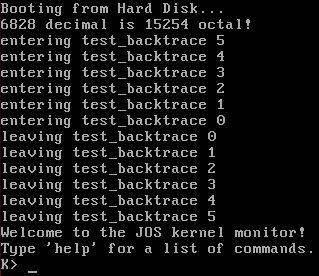 Booting from Hard Disk...
6828 decimal is 15254 octal!
entering test_backtrace 5
entering test_backtrace 4
entering test_backtrace 3
entering test_backtrace 2
entering test_backtrace 1
entering test_backtrace 0
leaving test_backtrace 0
leaving test_backtrace 1
leaving test_backtrace 2
leaving test_backtrace 3
leaving test_backtrace 4
leaving test_backtrace 5
Welcome to the JOS kernel monitor!
Type 'help' for a list of commands.
K> _